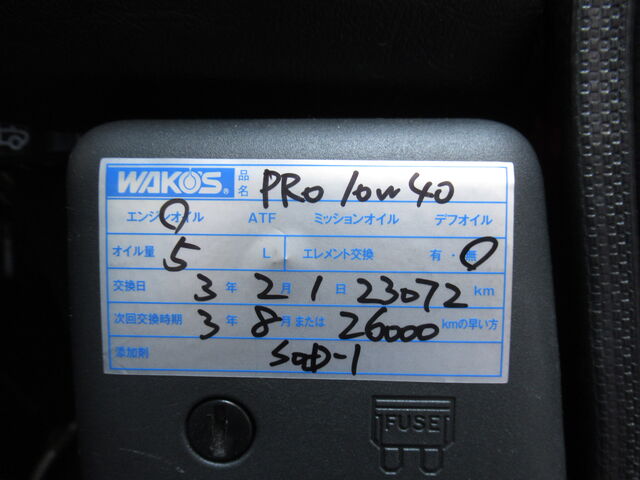 WAKO'S® 品名 PRO 10w40
エンジンオイル ATF ミッションオイル デフオイル
オイル量 5 L エレメント交換 有・無
交換日 3年 2月 1日 23072 km
次回交換時期 3年 8月または 26000 kmの早い方
添加剤 SOD-1
FUSE